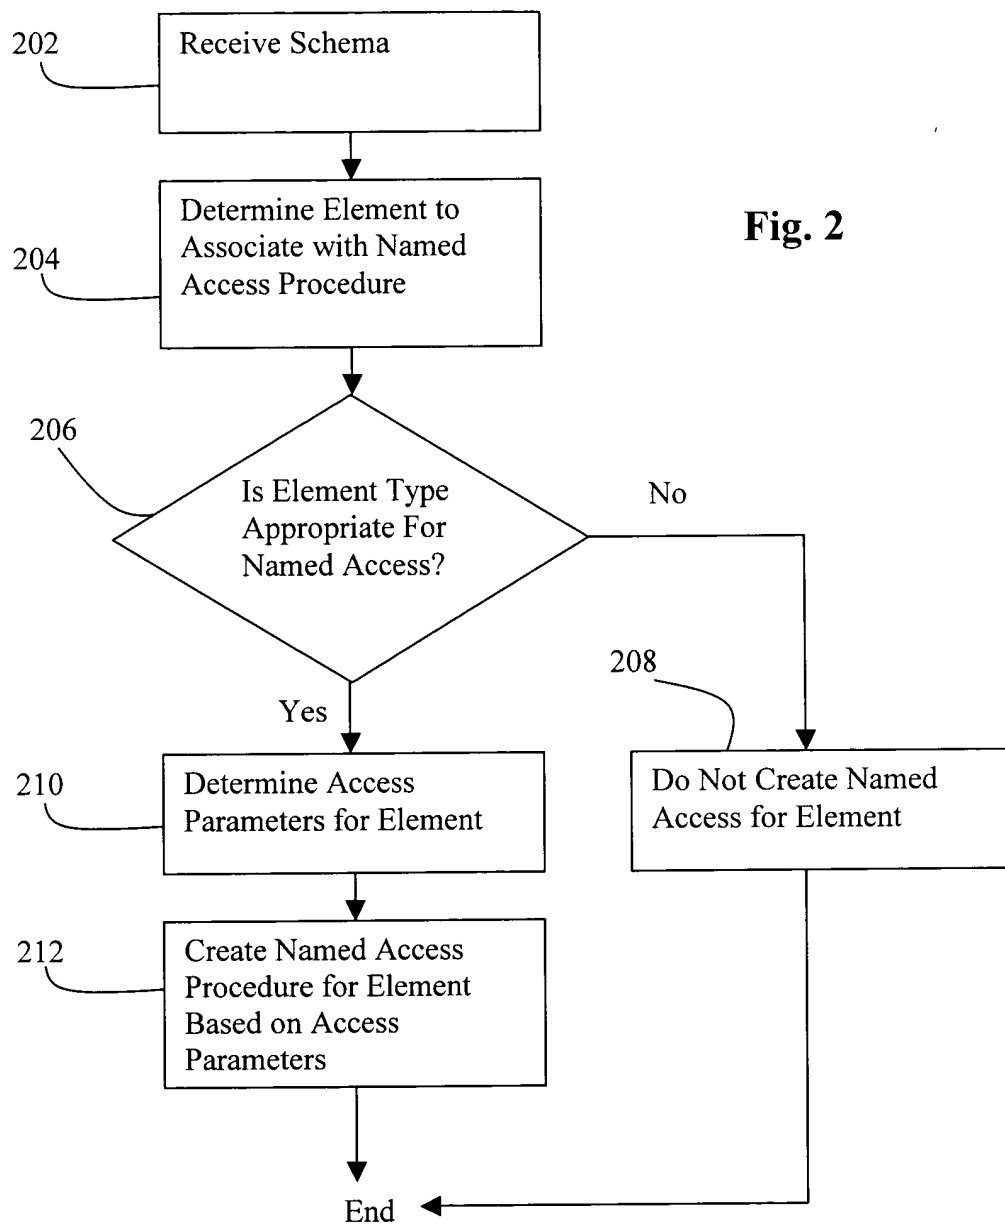 202
Receive Schema
Fig. 2
204
Determine Element to
Associate with Named
Access Procedure
206
Is Element Type
Appropriate For
Named Access?
No
Yes
208
Do Not Create Named
Access for Element
210
Determine Access
Parameters for Element
212
Create Named Access
Procedure for Element
Based on Access
Parameters
End